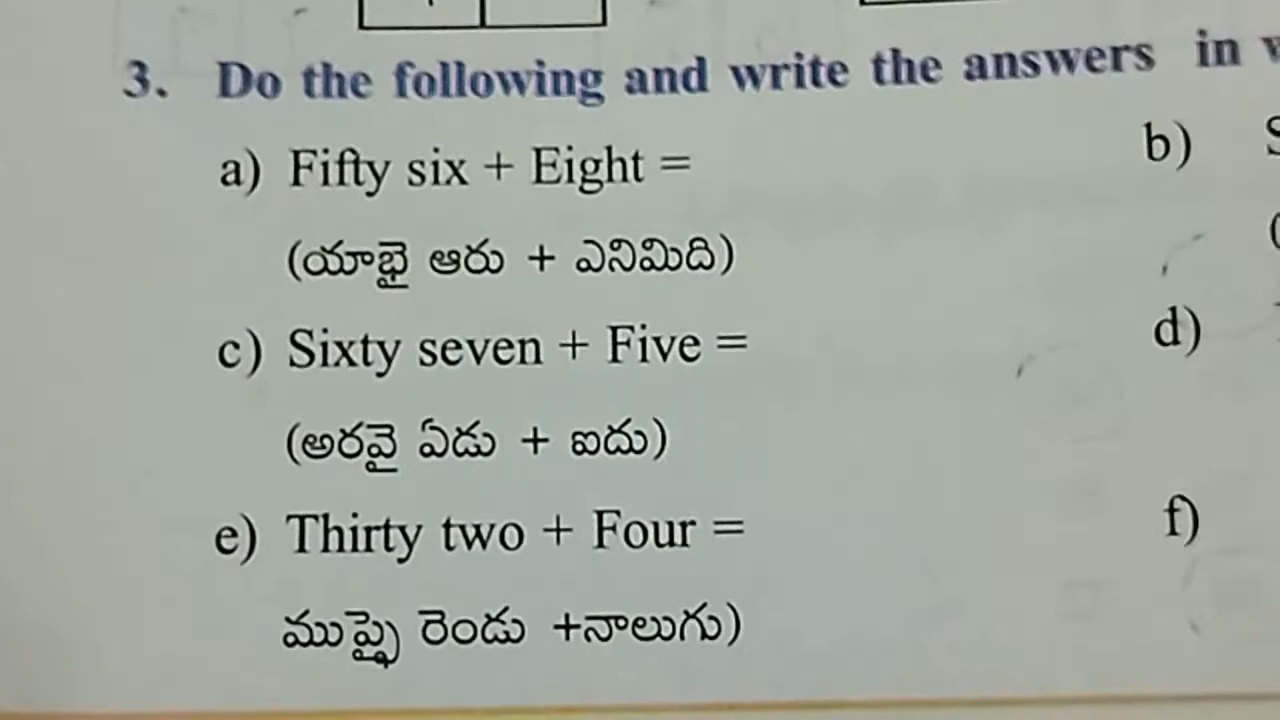 3. Do the following and write the answers in
a) Fifty six + Eight =
b)
(యాభై ఆరు + ఎనిమిది)
c) Sixty seven + Five =
d)
(అరవై ఏడు + ఐదు)
e) Thirty two + Four =
f)
ముప్పై రెండు +నాలుగు)